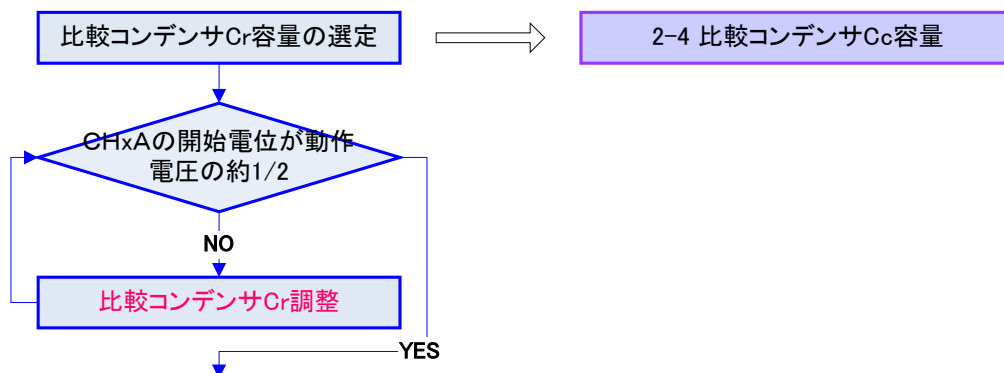 比較コンデンサCr容量の選定
2-4 比較コンデンサCc容量
CHxAの開始電位が動作
電圧の約1/2
NO
比較コンデンサCr調整
YES